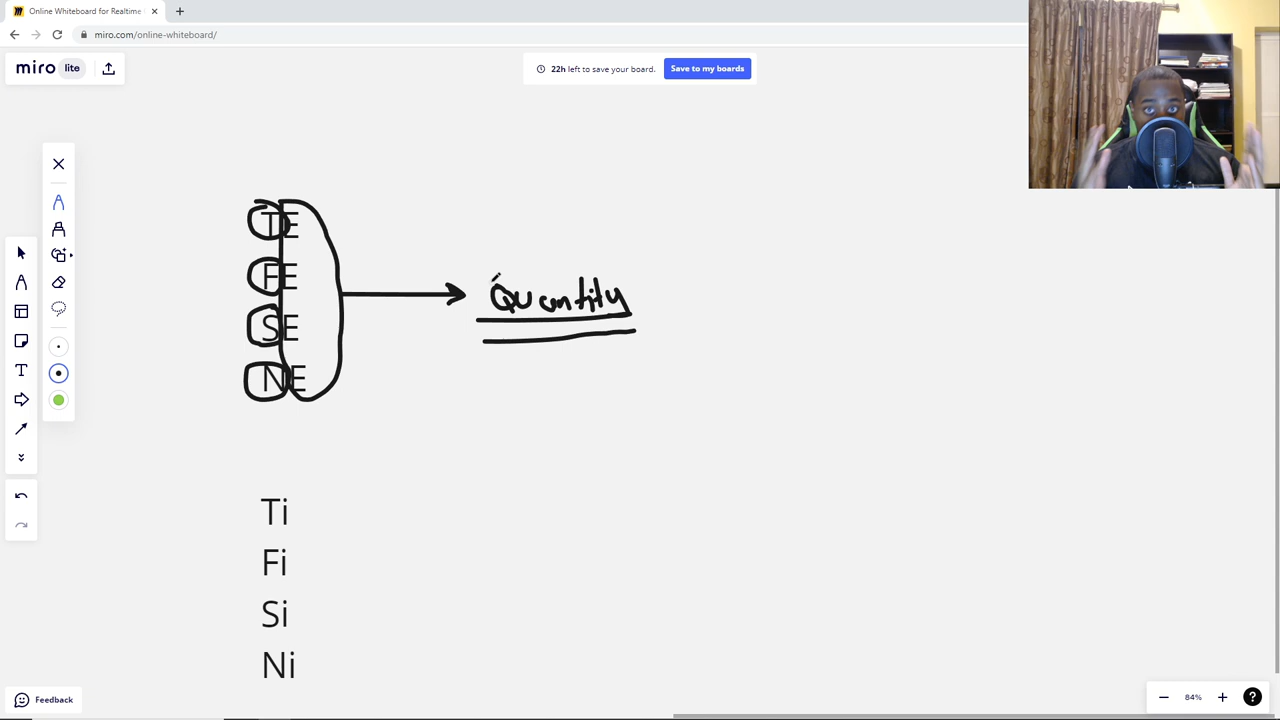 Online Whiteboard for Realtime
miro.com/online-whiteboard/
miro lite
22h left to save your board.
Save to my boards
TE
FE
SE
NE
Quantity
T
Ti
Fi
Si
Ni
Feedback
84%
?